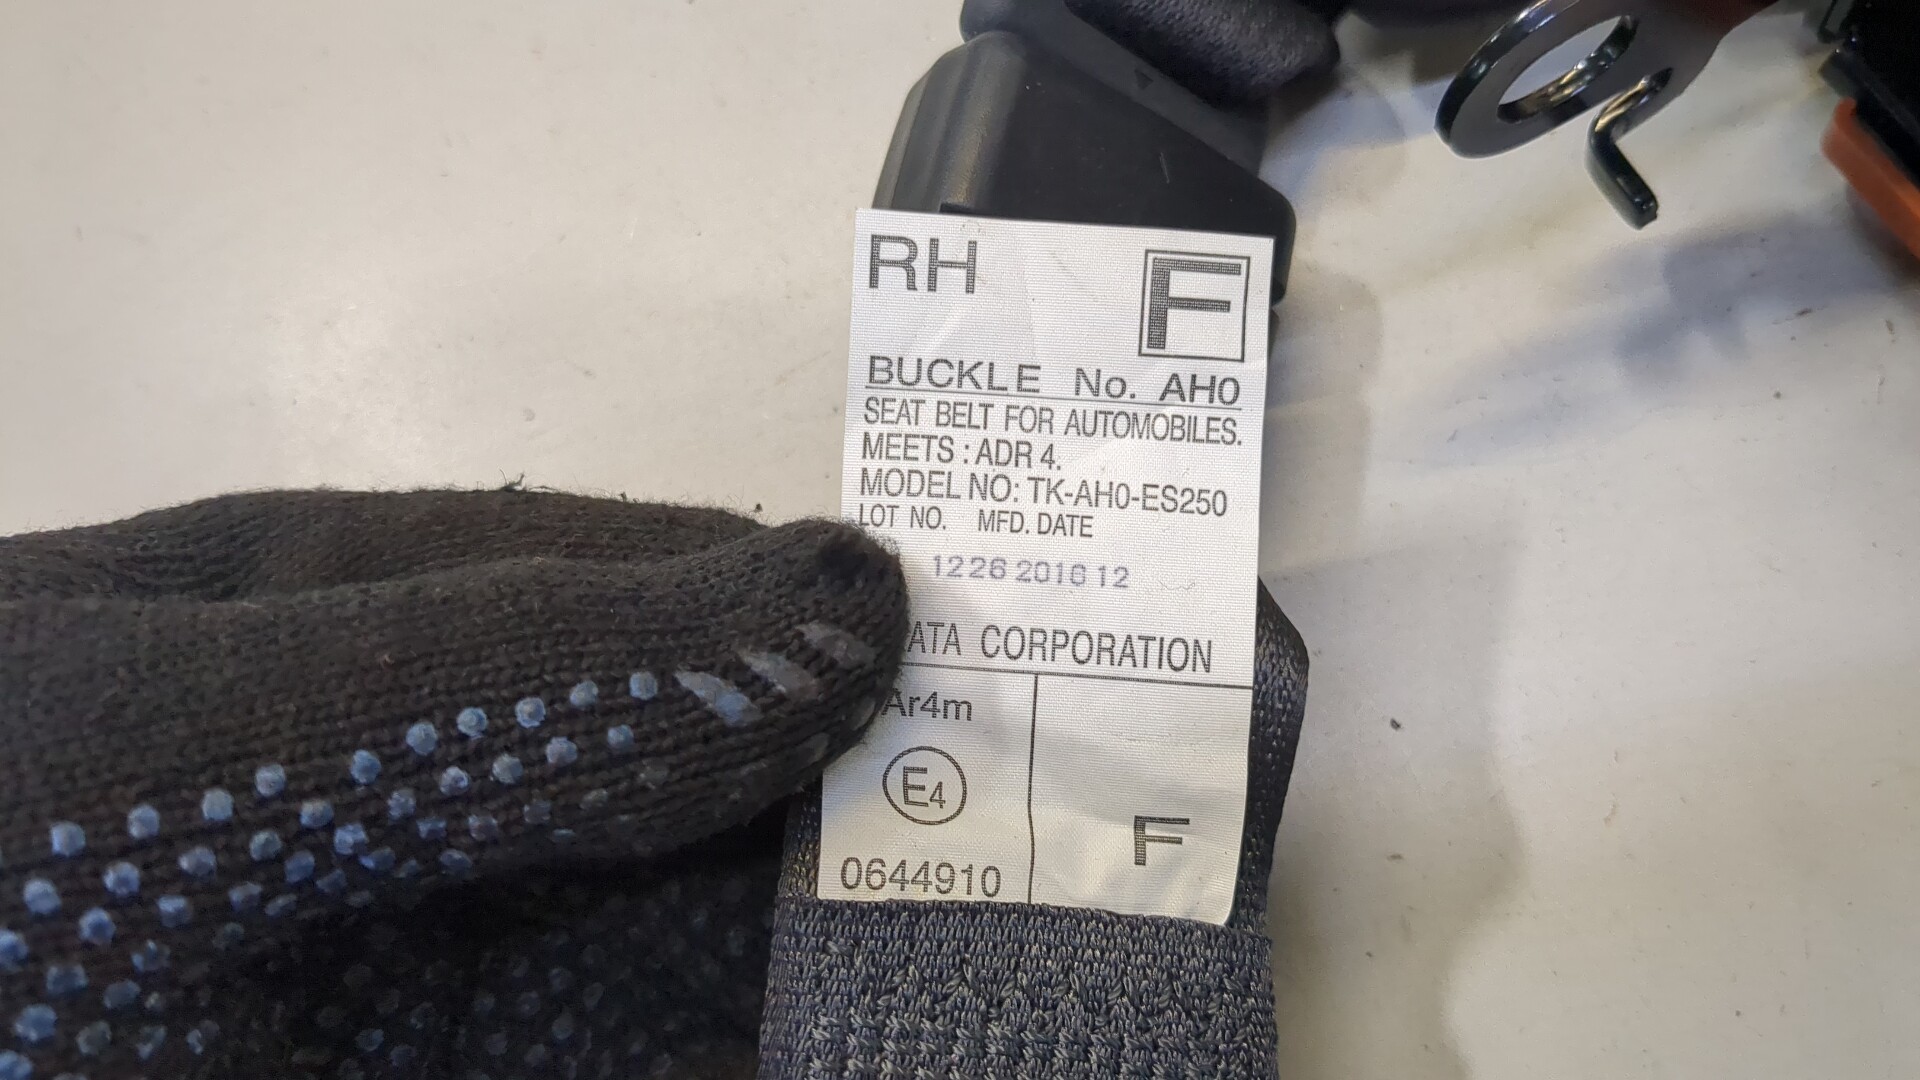 RH F
BUCKLE No. AH0
SEAT BELT FOR AUTOMOBILES.
MEETS : ADR 4.
MODEL NO: TK-AH0-ES250
LOT NO. MFD. DATE
1226 2016 12
ATA CORPORATION
Ar4m
E4
F
0644910